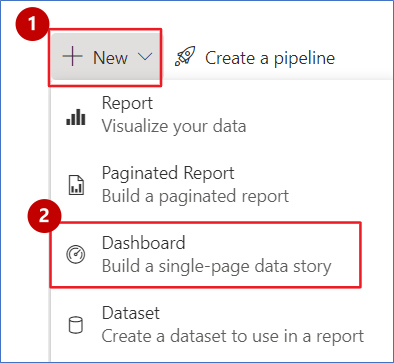 1
New
Create a pipeline
Report
Visualize your data
Paginated Report
Build a paginated report
2
Dashboard
Build a single-page data story
Dataset
Create a dataset to use in a report